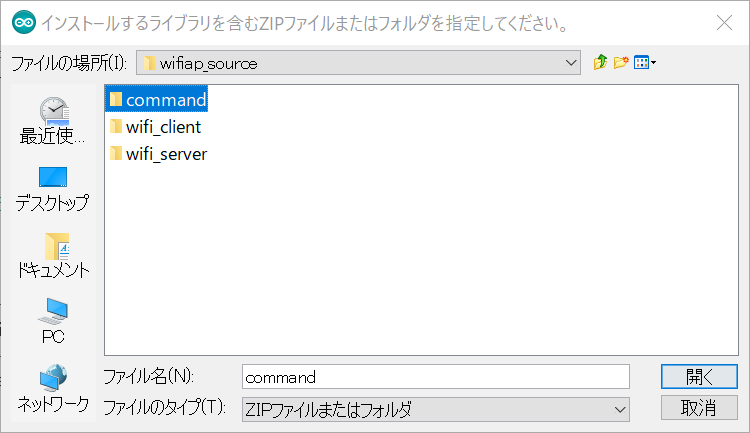 インストールするライブラリを含むZIPファイルまたはフォルダを指定してください。
ファイルの場所(I):
wifiap_source
command
wifi_client
wifi_server
最近使...
デスクトップ
ドキュメント
PC
ネットワーク
ファイル名(N):
command
開く
ファイルのタイプ(T):
ZIPファイルまたはフォルダ
取消